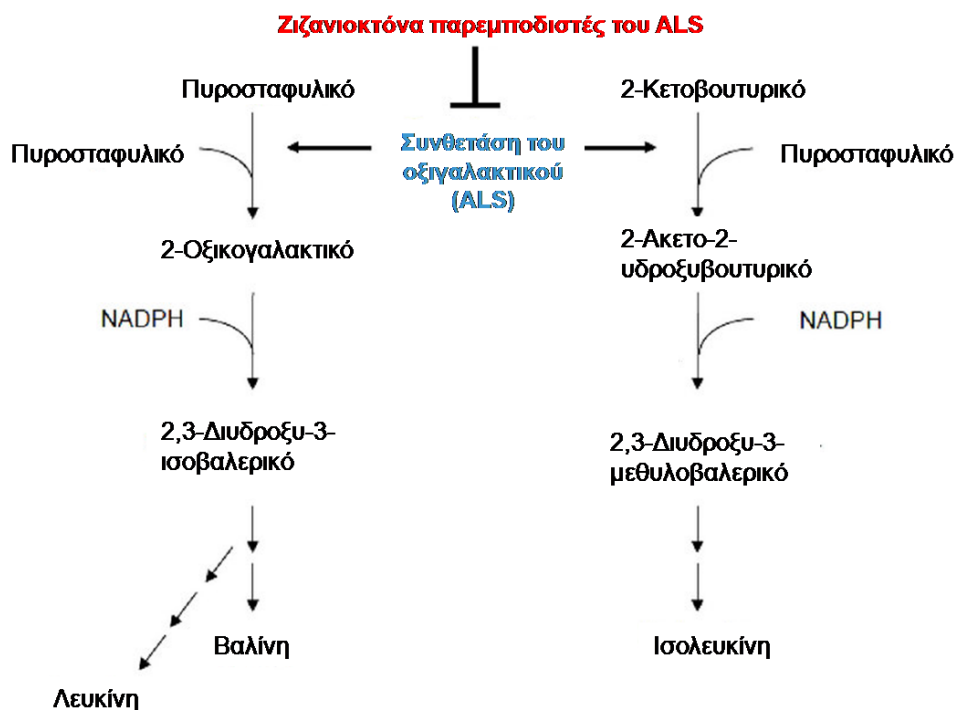 Ζιζανιοκτόνα παρεμποδιστές του ALS
Πυροσταφυλικό
2-Κετοβουτυρικό
Πυροσταφυλικό
Συνθετάση του
οξιγαλακτικού
(ALS)
Πυροσταφυλικό
2-Οξικογαλακτικό
2-Ακετο-2-
υδροξυβουτυρικό
NADPH
NADPH
2,3-Διυδροξυ-3-
ισοβαλερικό
2,3-Διυδροξυ-3-
μεθυλοβαλερικό
Βαλίνη
Ισολευκίνη
Λευκίνη